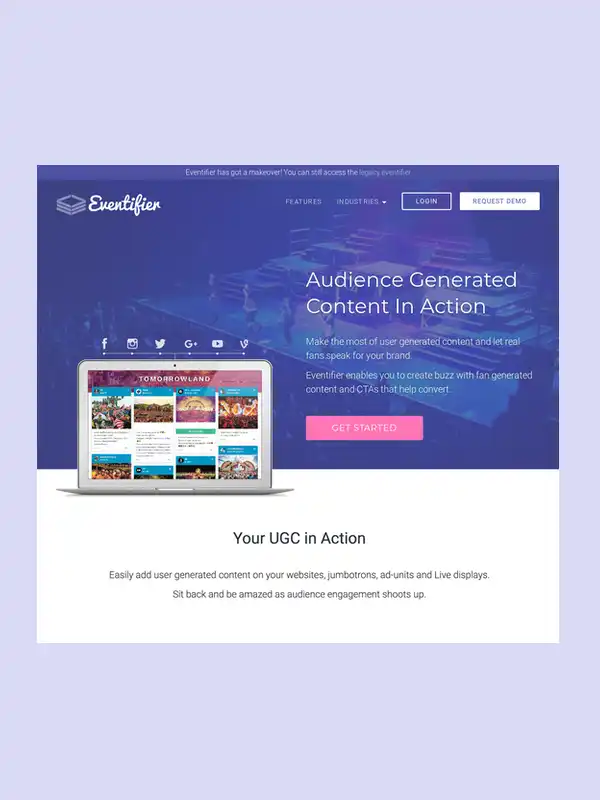 Eventifier has got a makeover! You can still access the legacy eventifier
Eventifier
FEATURES
INDUSTRIES
LOGIN
REQUEST DEMO
Audience Generated
Content In Action
Make the most of user generated content and let real
fans speak for your brand.
Eventifier enables you to create buzz with fan generated
content and CTAs that help convert.
GET STARTED
TOMORROWLAND
Your UGC in Action
Easily add user generated content on your websites, jumbotrons, ad-units and Live displays.
Sit back and be amazed as audience engagement shoots up.